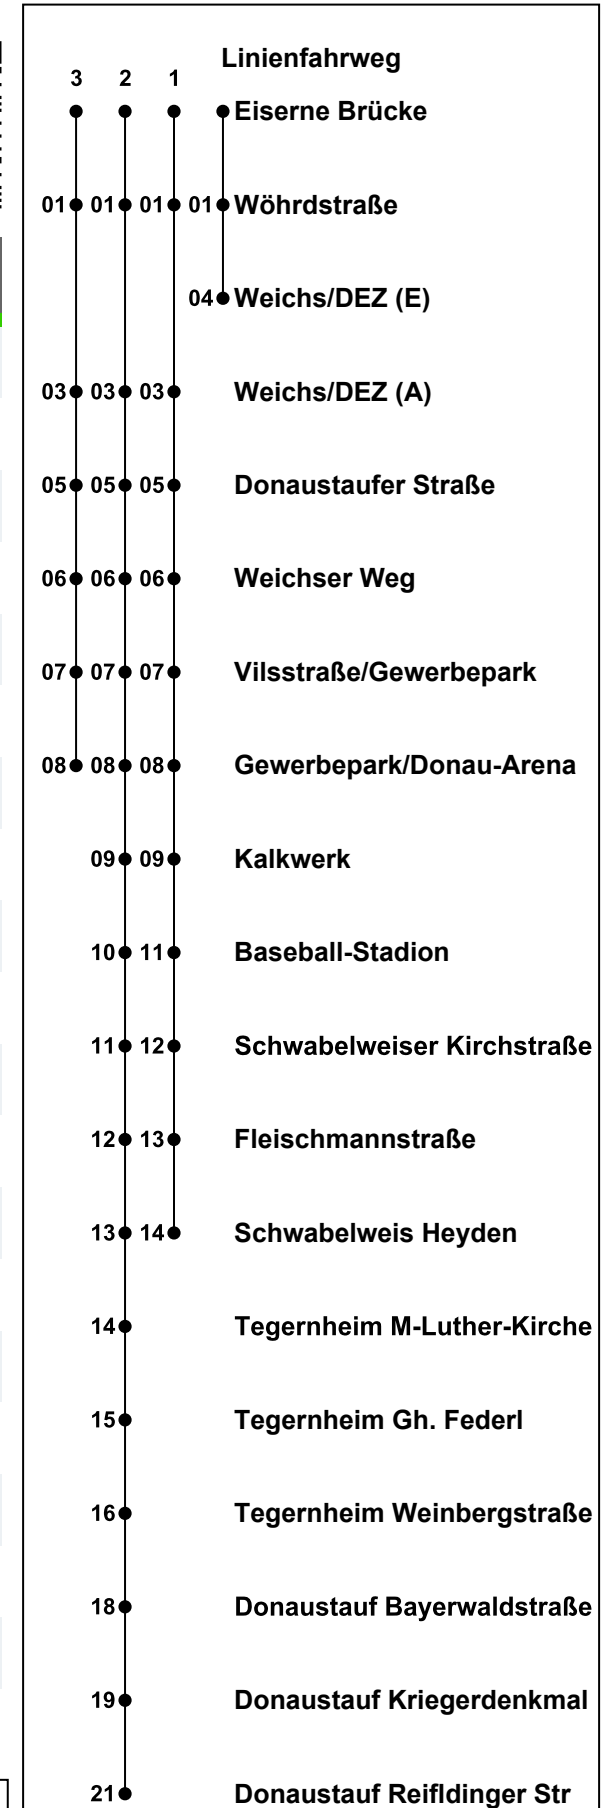 Linienfahrweg
3 2 1
Eiserne Brücke
01 01 01 01 Wöhrdstraße
04 Weichs/DEZ (E)
03 03 03 Weichs/DEZ (A)
05 05 05 Donaustaufer Straße
06 06 06 Weichser Weg
07 07 07 Vilsstraße/Gewerbepark
08 08 08 Gewerbepark/Donau-Arena
09 09 Kalkwerk
10 11 Baseball-Stadion
11 12 Schwabelweiser Kirchstraße
12 13 Fleischmannstraße
13 14 Schwabelweis Heyden
14 Tegernheim M-Luther-Kirche
15 Tegernheim Gh. Federl
16 Tegernheim Weinbergstraße
18 Donaustauf Bayerwaldstraße
19 Donaustauf Kriegerdenkmal
21 Donaustauf Reifldinger Str